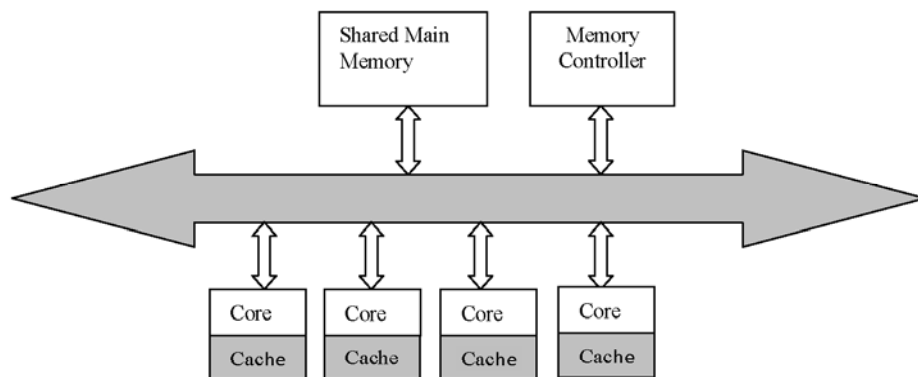 Shared Main
Memory
Memory
Controller
Core
Cache
Core
Cache
Core
Cache
Core
Cache